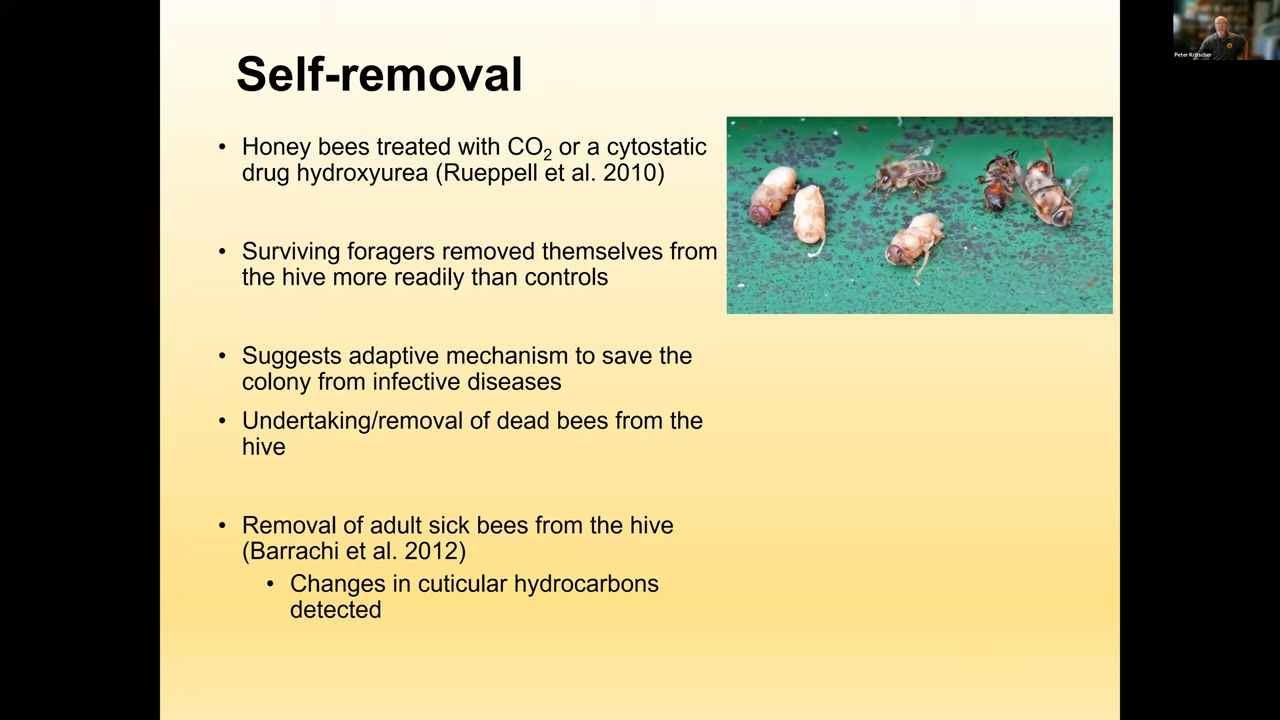 Self-removal
• Honey bees treated with CO₂ or a cytostatic
drug hydroxyurea (Rueppell et al. 2010)
• Surviving foragers removed themselves from
the hive more readily than controls
• Suggests adaptive mechanism to save the
colony from infective diseases
• Undertaking/removal of dead bees from the
hive
• Removal of adult sick bees from the hive
(Barrachi et al. 2012)
• Changes in cuticular hydrocarbons
detected